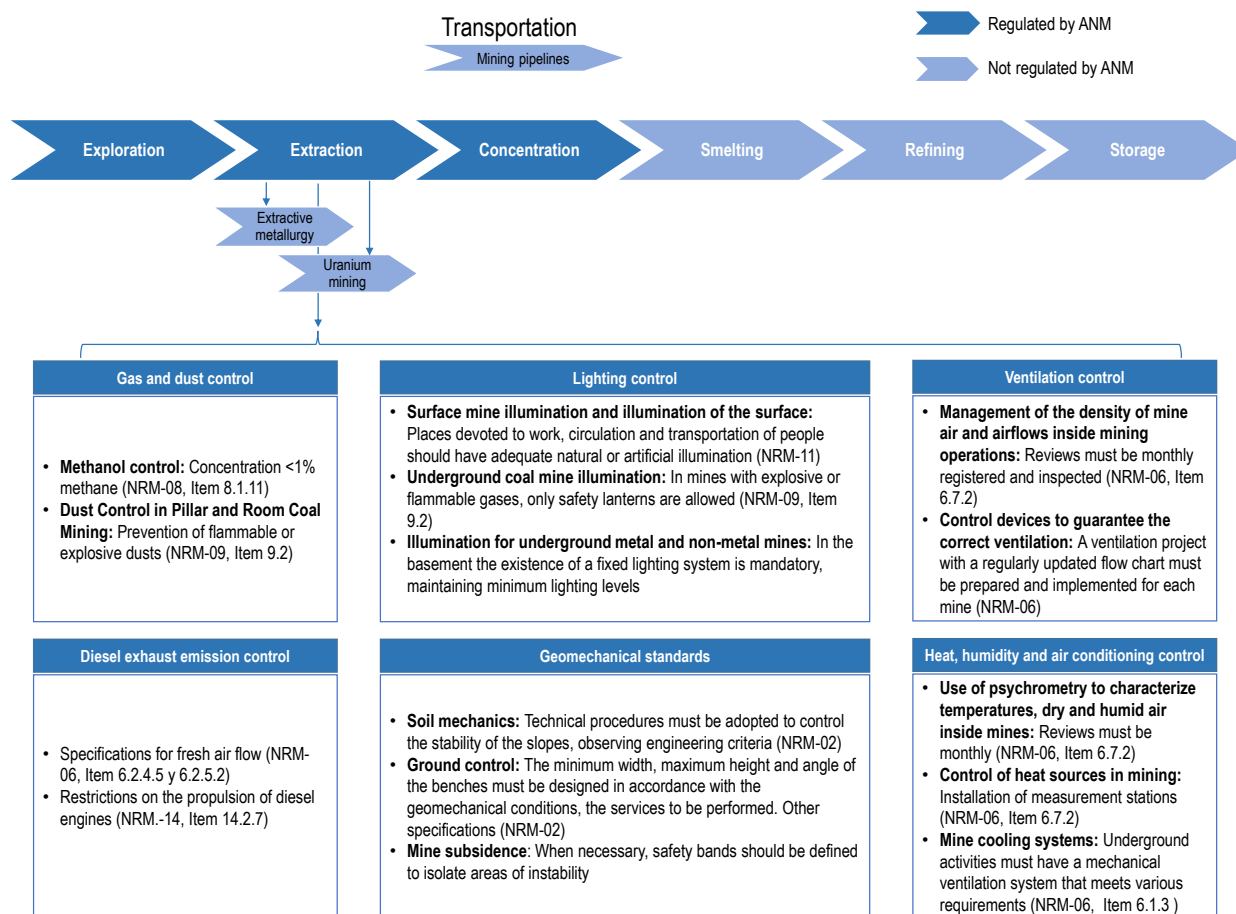 Transportation
Mining pipelines
Regulated by ANM
Not regulated by ANM
Exploration
Extraction
Concentration
Smelting
Refining
Storage
Extractive
metallurgy
Uranium
mining
Gas and dust control
• Methanol control: Concentration <1%
methane (NRM-08, Item 8.1.11)
• Dust Control in Pillar and Room Coal
Mining: Prevention of flammable or
explosive dusts (NRM-09, Item 9.2)
Lighting control
• Surface mine illumination and illumination of the surface:
Places devoted to work, circulation and transportation of people
should have adequate natural or artificial illumination (NRM-11)
• Underground coal mine illumination: In mines with explosive or
flammable gases, only safety lanterns are allowed (NRM-09, Item
9.2)
• Illumination for underground metal and non-metal mines: In the
basement the existence of a fixed lighting system is mandatory,
maintaining minimum lighting levels
Ventilation control
• Management of the density of mine
air and airflows inside mining
operations: Reviews must be monthly
registered and inspected (NRM-06, Item
6.7.2)
• Control devices to guarantee the
correct ventilation: A ventilation project
with a regularly updated flow chart must
be prepared and implemented for each
mine (NRM-06)
Diesel exhaust emission control
• Specifications for fresh air flow (NRM-
06, Item 6.2.4.5 y 6.2.5.2)
• Restrictions on the propulsion of diesel
engines (NRM.-14, Item 14.2.7)
Geomechanical standards
• Soil mechanics: Technical procedures must be adopted to control
the stability of the slopes, observing engineering criteria (NRM-02)
• Ground control: The minimum width, maximum height and angle of
the benches must be designed in accordance with the
geomechanical conditions, the services to be performed. Other
specifications (NRM-02)
• Mine subsidence: When necessary, safety bands should be defined
to isolate areas of instability
Heat, humidity and air conditioning control
• Use of psychrometry to characterize
temperatures, dry and humid air
inside mines: Reviews must be
monthly (NRM-06, Item 6.7.2)
• Control of heat sources in mining:
Installation of measurement stations
(NRM-06, Item 6.7.2)
• Mine cooling systems: Underground
activities must have a mechanical
ventilation system that meets various
requirements (NRM-06, Item 6.1.3 )